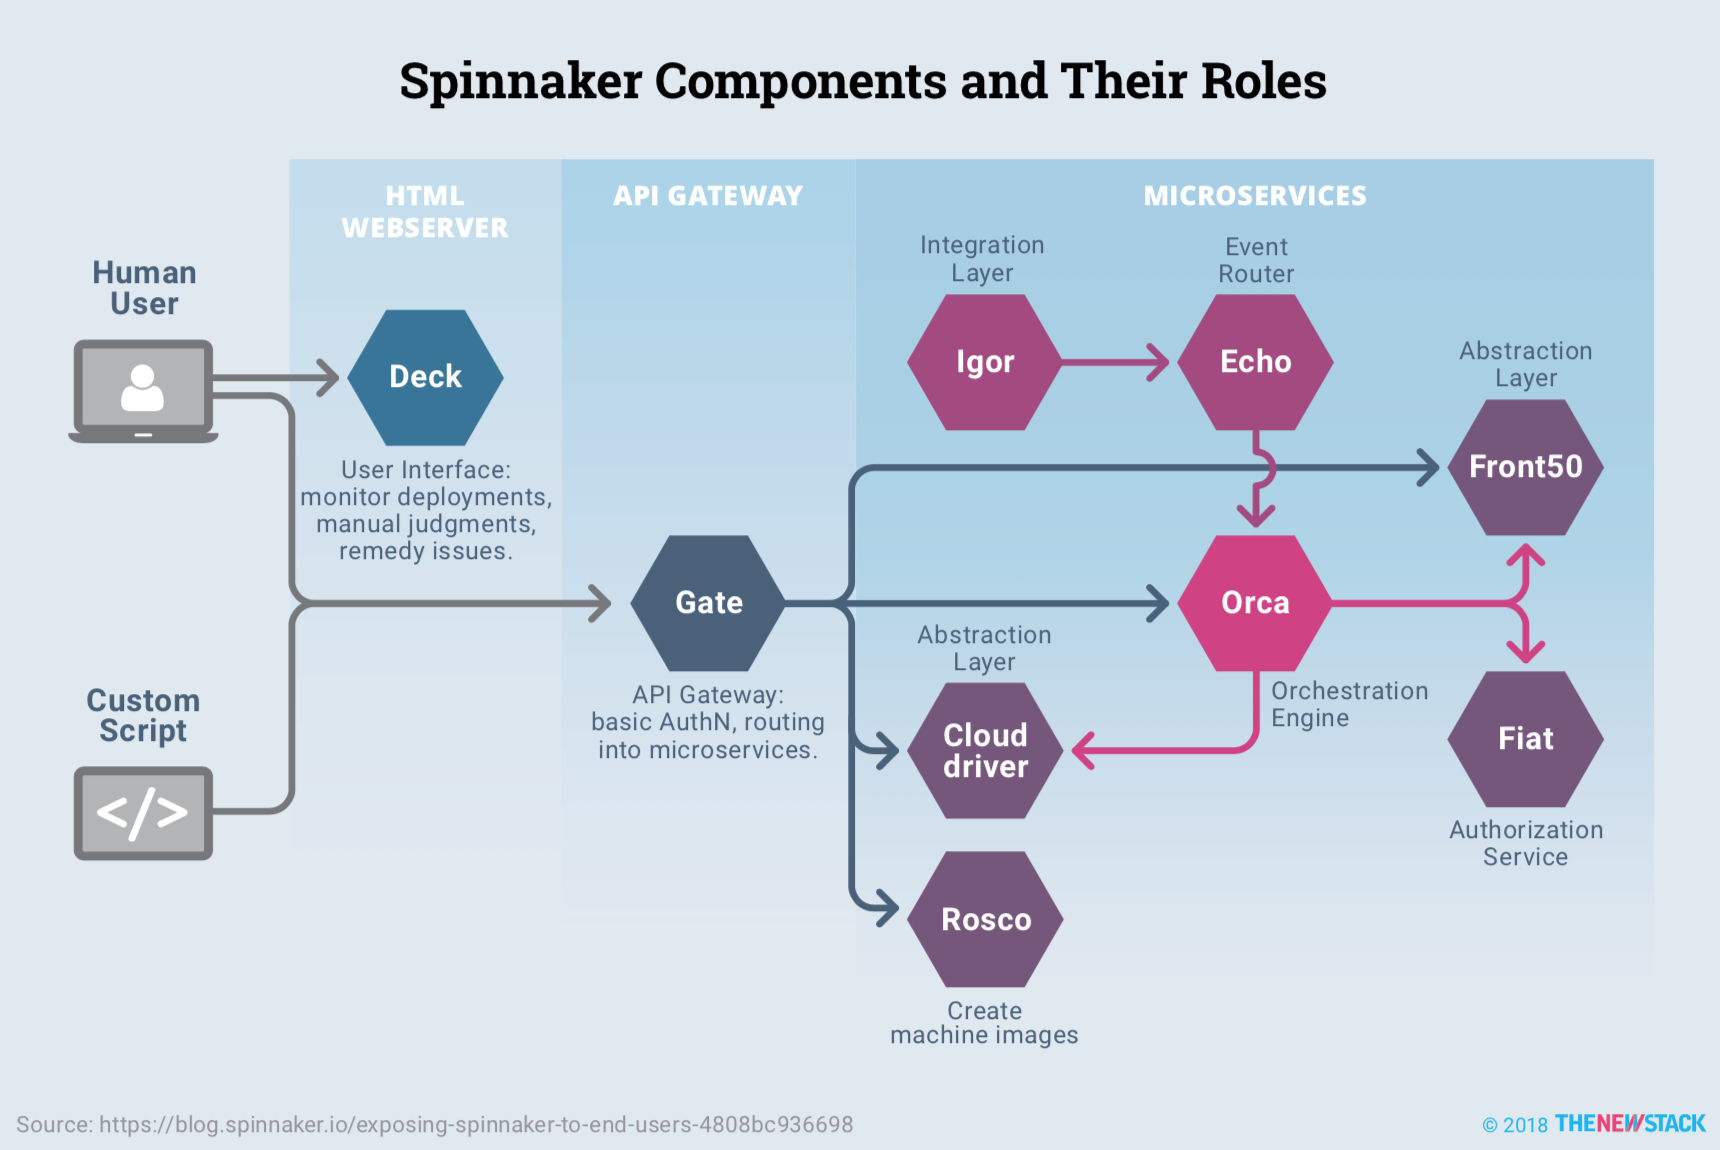 Spinnaker Components and Their Roles
HTML
WEBSERVER
API GATEWAY
MICROSERVICES
Human
User
Deck
User Interface:
monitor deployments,
manual judgments,
remedy issues.
Custom
Script
</>
Gate
API Gateway:
basic AuthN, routing
into microservices.
Integration
Layer
Igor
Event
Router
Echo
Abstraction
Layer
Front50
Orca
Orchestration
Engine
Abstraction
Layer
Cloud
driver
Fiat
Authorization
Service
Rosco
Create
machine images
Source: https://blog.spinnaker.io/exposing-spinnaker-to-end-users-4808bc936698
© 2018 THENEWSTACK